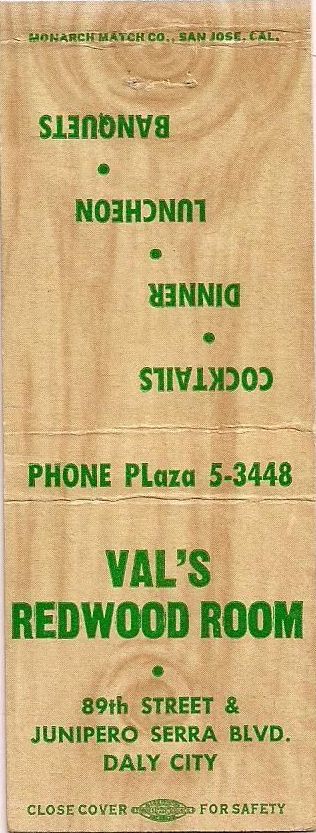 MONARCH MATCH CO., SAN JOSE, CAL.
COCKTAILS
•
DINNER
•
LUNCHEON
•
BANQUETS
PHONE PLaza 5-3448
VAL'S
REDWOOD ROOM
•
89th STREET &
JUNIPERO SERRA BLVD.
DALY CITY
CLOSE COVER FOR SAFETY